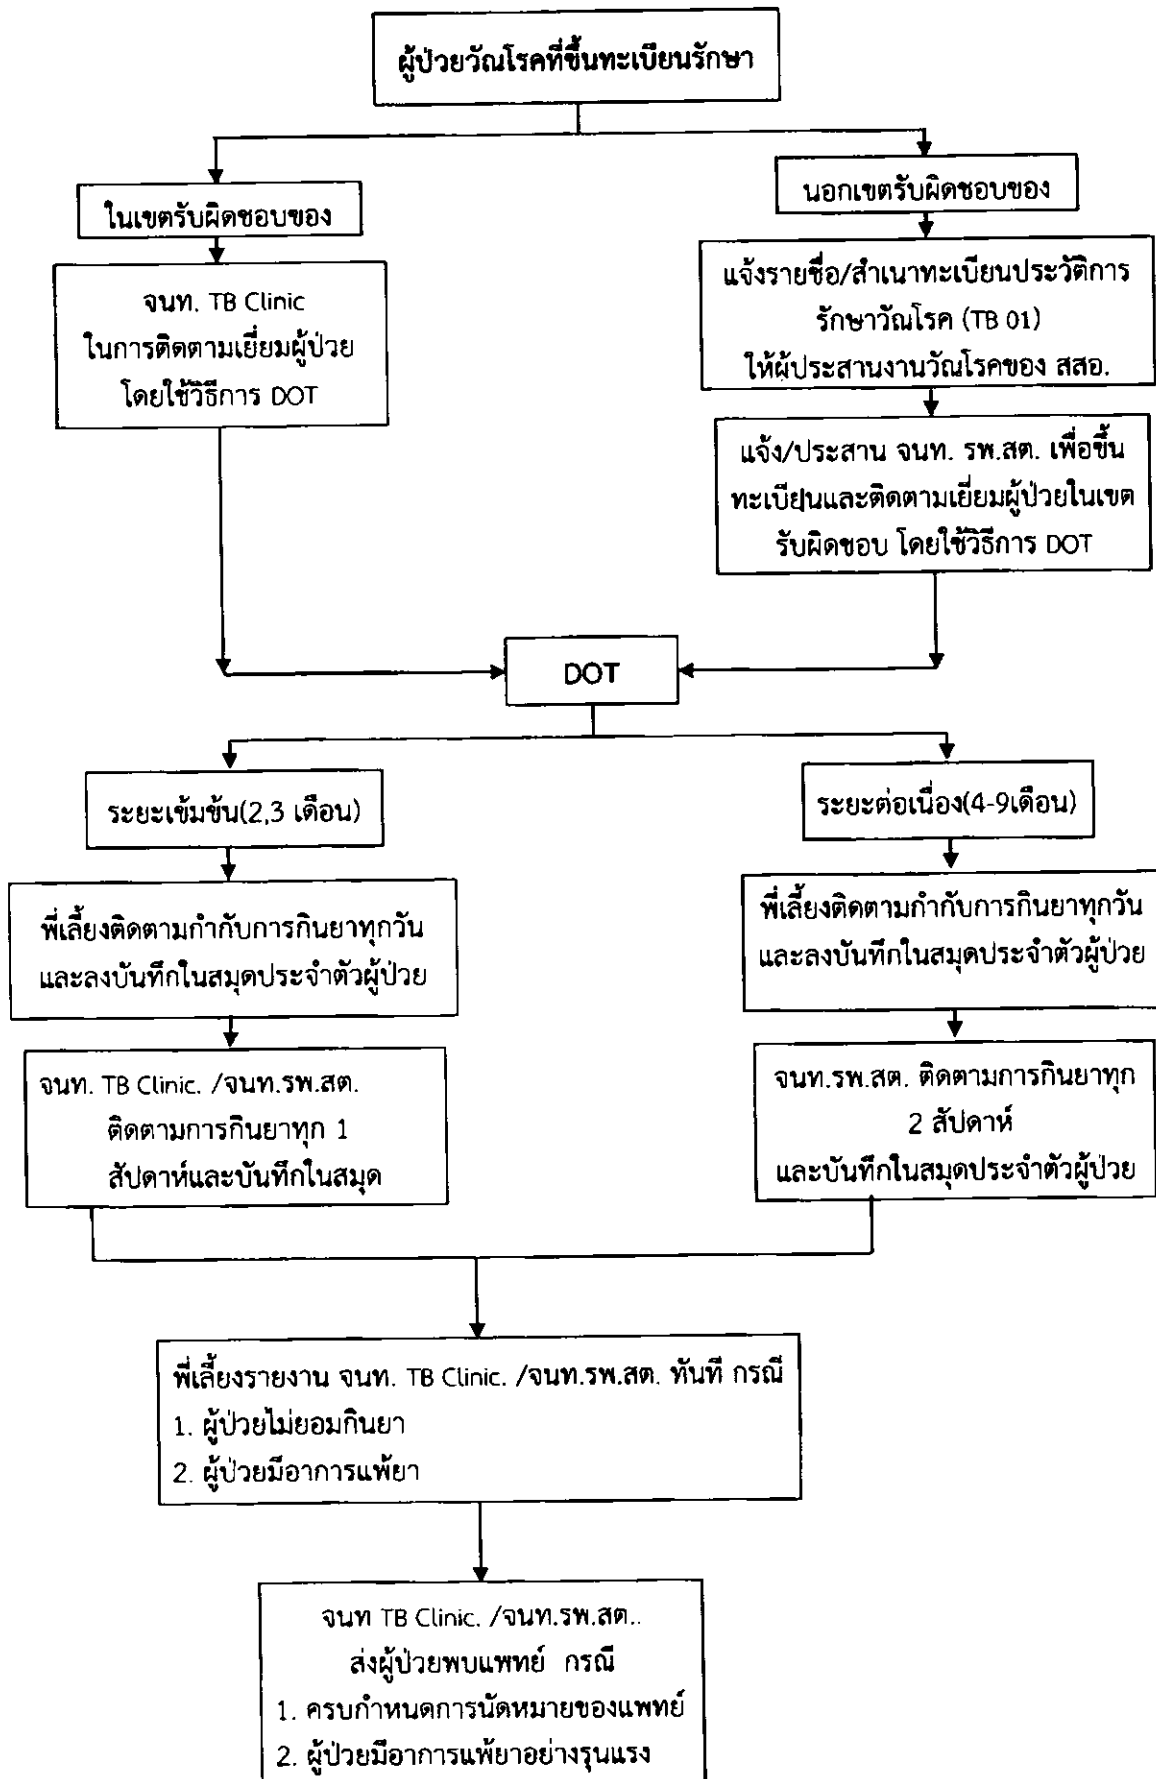 ผู้ป่วยวัณโรคที่ขึ้นทะเบียนรักษา
ในเขตรับผิดชอบของ
นอกเขตรับผิดชอบของ
จนท. TB Clinic
ในการติดตามเยี่ยมผู้ป่วย
โดยใช้วิธีการ DOT
แจ้งรายชื่อ/สำเนาทะเบียนประวัติการ
รักษาวัณโรค (TB 01)
ให้ผู้ประสานงานวัณโรคของ สสอ.
แจ้ง/ประสาน จนท. รพ.สต. เพื่อขึ้น
ทะเบียนและติดตามเยี่ยมผู้ป่วยในเขต
รับผิดชอบ โดยใช้วิธีการ DOT
DOT
ระยะเข้มข้น(2,3 เดือน)
ระยะต่อเนื่อง(4-9เดือน)
พี่เลี้ยงติดตามกำกับการกินยาทุกวัน
และลงบันทึกในสมุดประจำตัวผู้ป่วย
พี่เลี้ยงติดตามกำกับการกินยาทุกวัน
และลงบันทึกในสมุดประจำตัวผู้ป่วย
จนท. TB Clinic. /จนท.รพ.สต.
ติดตามการกินยาทุก 1
สัปดาห์และบันทึกในสมุด
จนท.รพ.สต. ติดตามการกินยาทุก
2 สัปดาห์
และบันทึกในสมุดประจำตัวผู้ป่วย
พี่เลี้ยงรายงาน จนท. TB Clinic. /จนท.รพ.สต. ทันที กรณี
1. ผู้ป่วยไม่ยอมกินยา
2. ผู้ป่วยมีอาการแพ้ยา
จนท TB Clinic. /จนท.รพ.สต..
ส่งผู้ป่วยพบแพทย์ กรณี
1. ครบกำหนดการนัดหมายของแพทย์
2. ผู้ป่วยมีอาการแพ้ยาอย่างรุนแรง